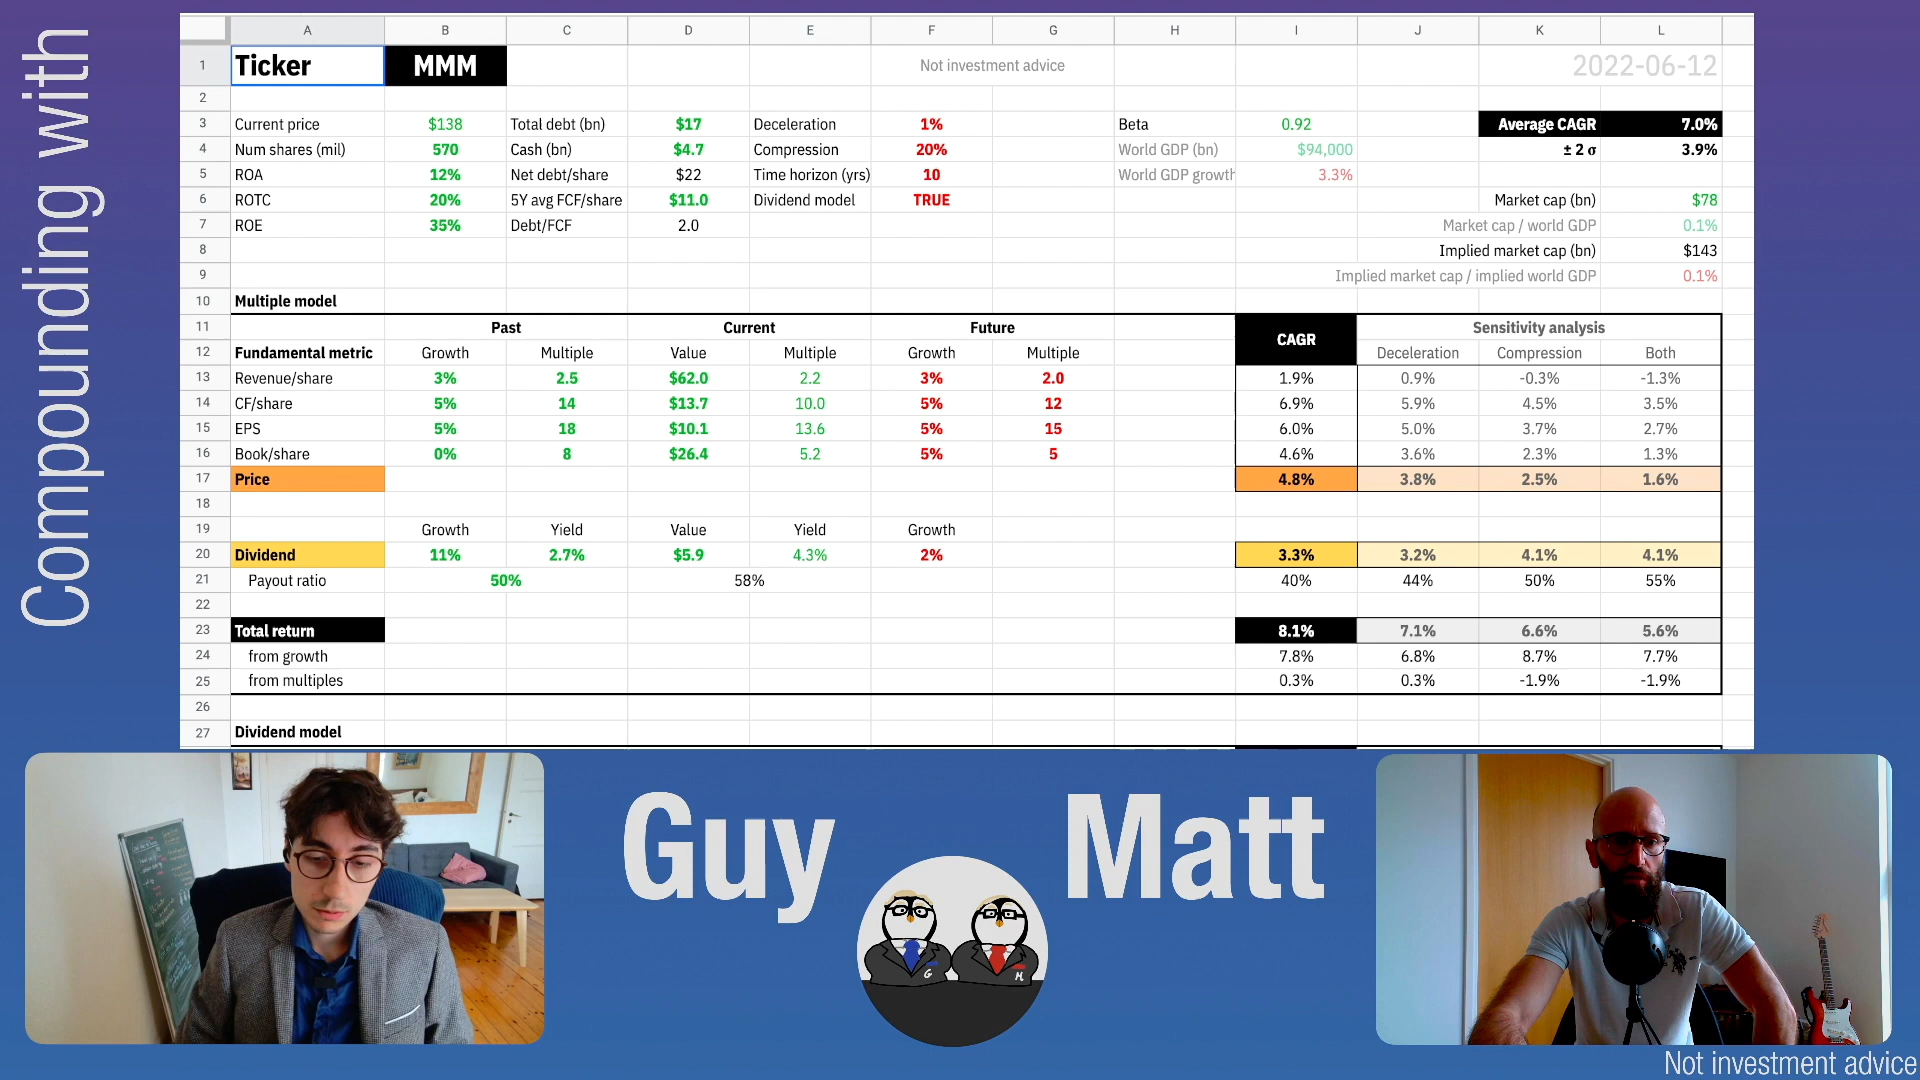 Compounding with
A B C D E F G H I J K L
1 Ticker MMM Not investment advice 2022-06-12
2
3 Current price $138 Total debt (bn) $17 Deceleration 1% Beta 0.92 Average CAGR 7.0%
4 Num shares (mil) 570 Cash (bn) $4.7 Compression 20% World GDP (bn) $94,000 ± 2 σ 3.9%
5 ROA 12% Net debt/share $22 Time horizon (yrs) 10 World GDP growth 3.3%
6 ROTC 20% 5Y avg FCF/share $11.0 Dividend model TRUE Market cap (bn) $78
7 ROE 35% Debt/FCF 2.0 Market cap / world GDP 0.1%
8 Implied market cap (bn) $143
9 Implied market cap / implied world GDP 0.1%
10 Multiple model
11 Past Current Future CAGR Sensitivity analysis
12 Fundamental metric Growth Multiple Value Multiple Growth Multiple Deceleration Compression Both
13 Revenue/share 3% 2.5 $62.0 2.2 3% 2.0 1.9% 0.9% -0.3% -1.3%
14 CF/share 5% 14 $13.7 10.0 5% 12 6.9% 5.9% 4.5% 3.5%
15 EPS 5% 18 $10.1 13.6 5% 15 6.0% 5.0% 3.7% 2.7%
16 Book/share 0% 8 $26.4 5.2 5% 5 4.6% 3.6% 2.3% 1.3%
17 Price 4.8% 3.8% 2.5% 1.6%
18
19 Growth Yield Value Yield Growth
20 Dividend 11% 2.7% $5.9 4.3% 2% 3.3% 3.2% 4.1% 4.1%
21 Payout ratio 50% 58% 40% 44% 50% 55%
22
23 Total return 8.1% 7.1% 6.6% 5.6%
24 from growth 7.8% 6.8% 8.7% 7.7%
25 from multiples 0.3% 0.3% -1.9% -1.9%
26
27 Dividend model
Guy Matt
G M
Not investment advice